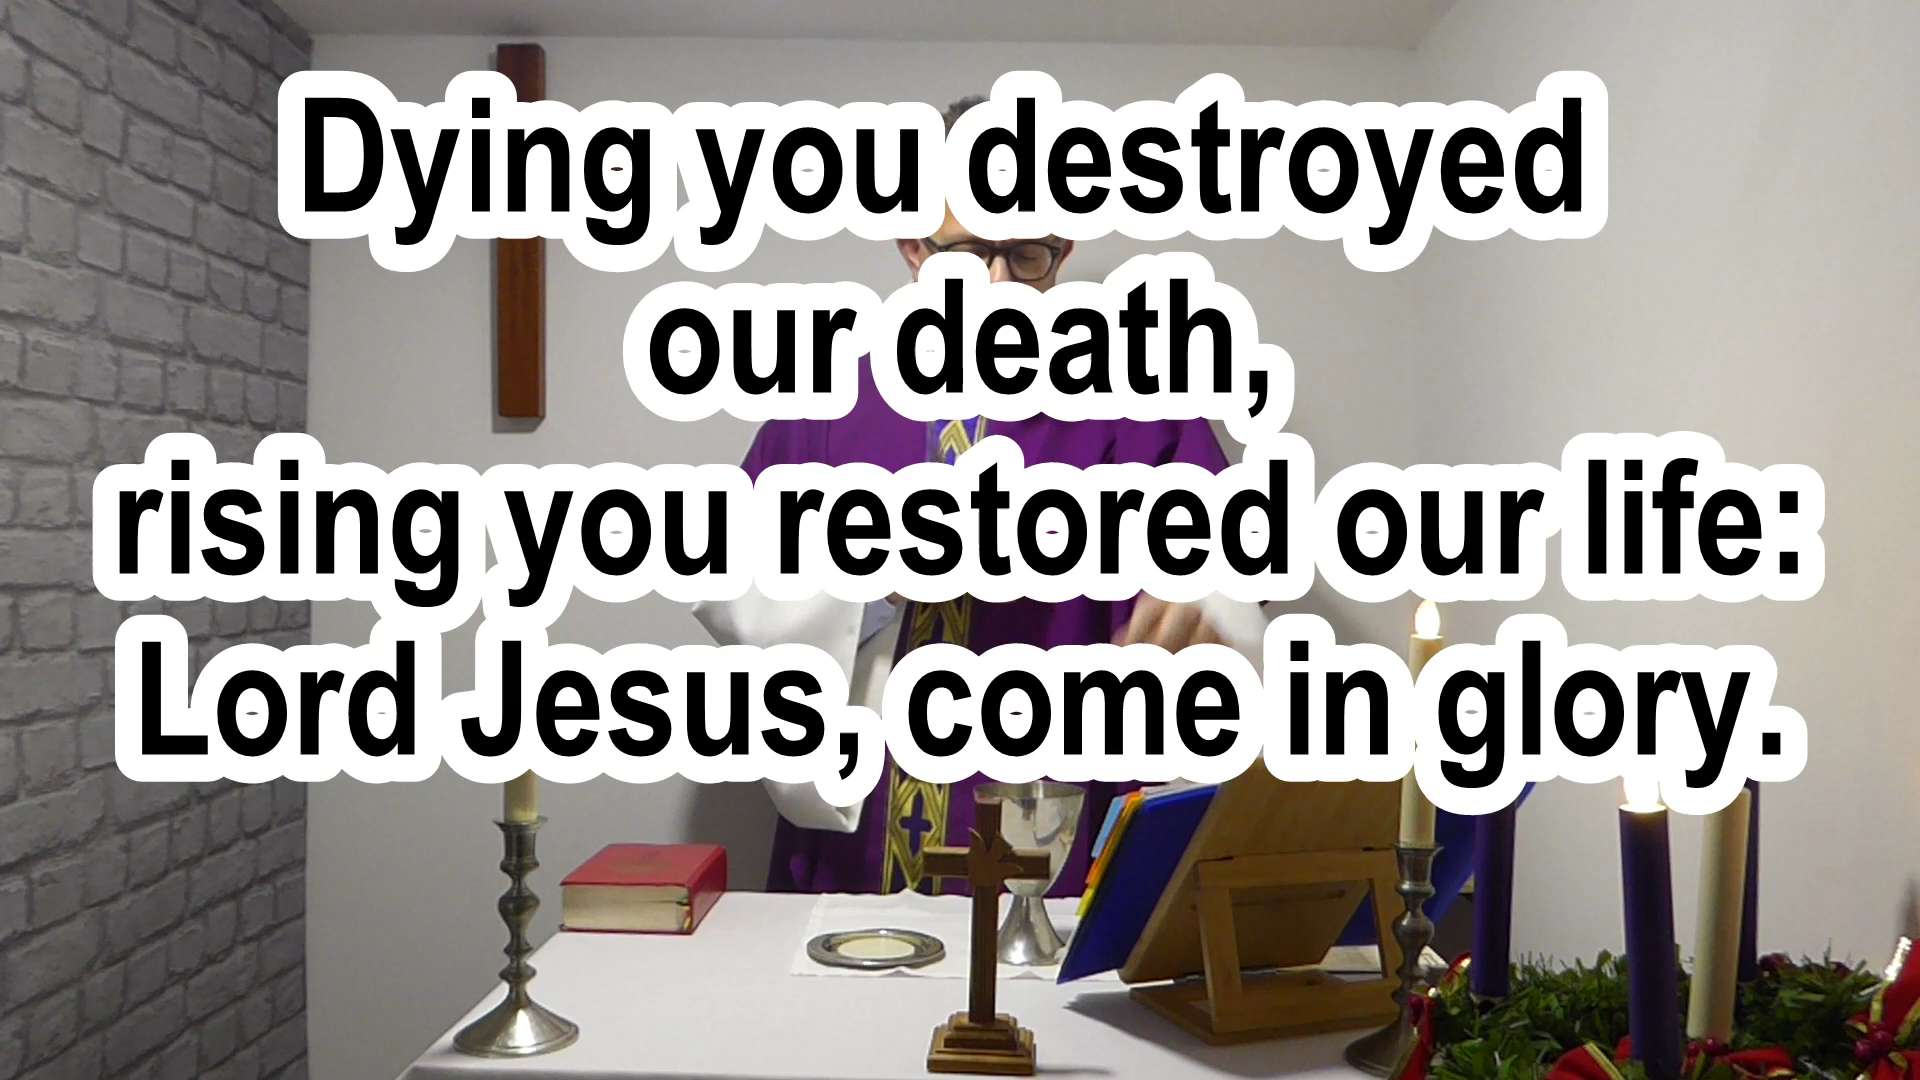 Dying you destroyed
our death,
rising you restored our life:
Lord Jesus, come in glory.